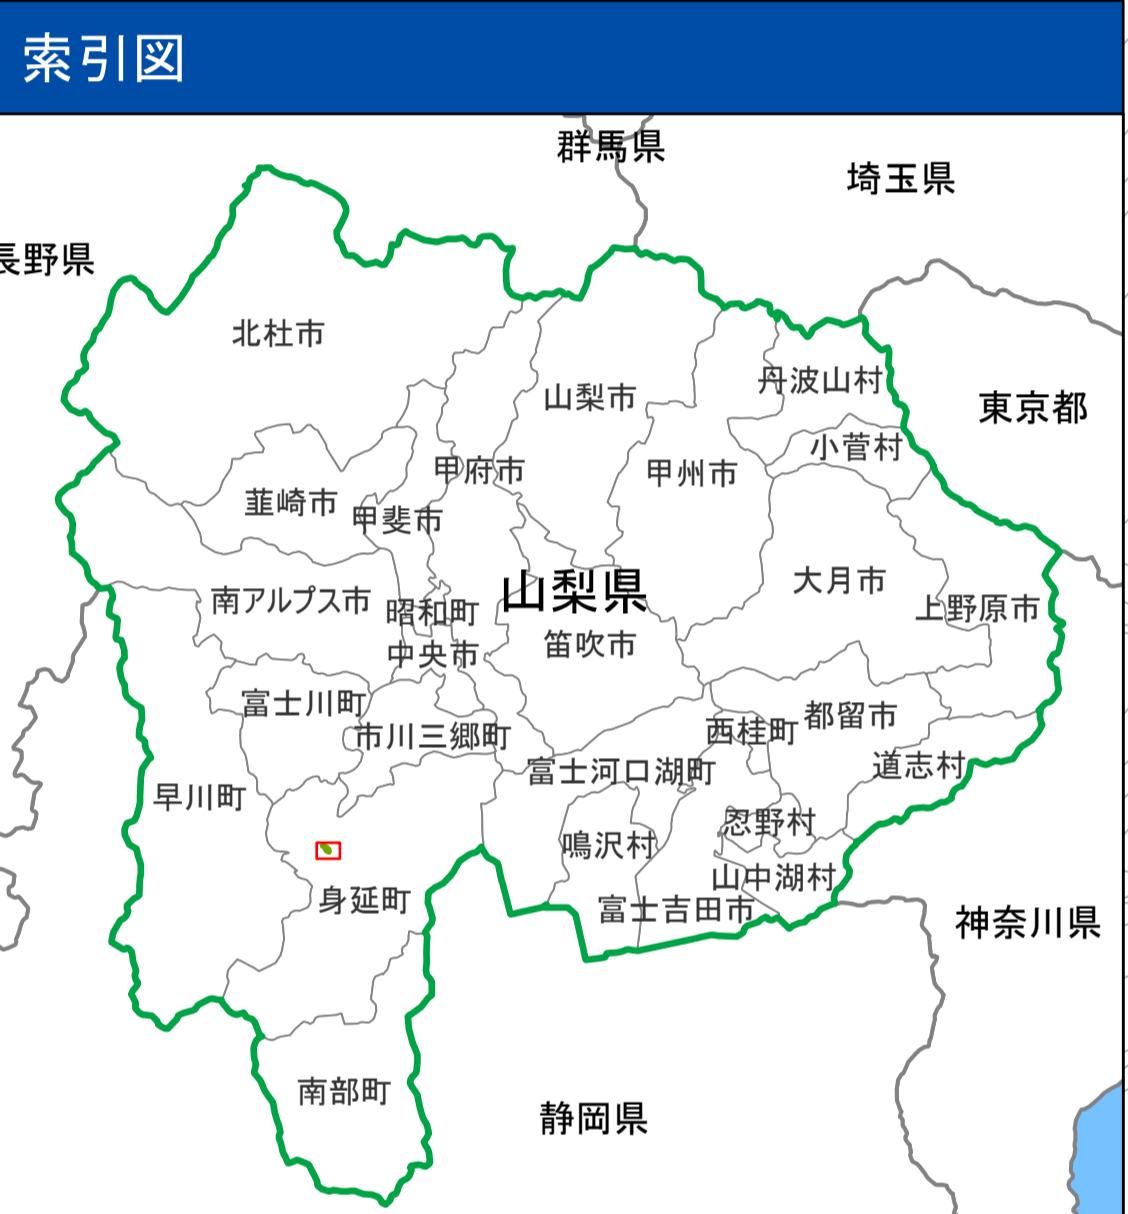 索引図
群馬県
埼玉県
長野県
北杜市
丹波山村
山梨市
東京都
小菅村
甲府市
甲州市
韮崎市
甲斐市
山梨県
大月市
南アルプス市
昭和町
上野原市
笛吹市
中央市
富士川町
都留市
西桂町
市川三郷町
道志村
富士河口湖町
早川町
忍野村
鳴沢村
山中湖村
身延町
富士吉田市
神奈川県
南部町
静岡県